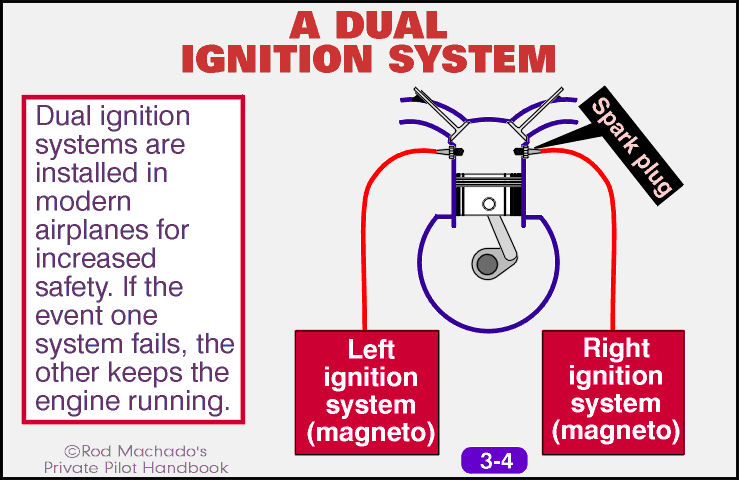 A DUAL
IGNITION SYSTEM
Dual ignition
systems are
installed in
modern
airplanes for
increased
safety. If the
event one
system fails, the
other keeps the
engine running.
Spark plug
Left
ignition
system
(magneto)
Right
ignition
system
(magneto)
©Rod Machado's
Private Pilot Handbook
3-4